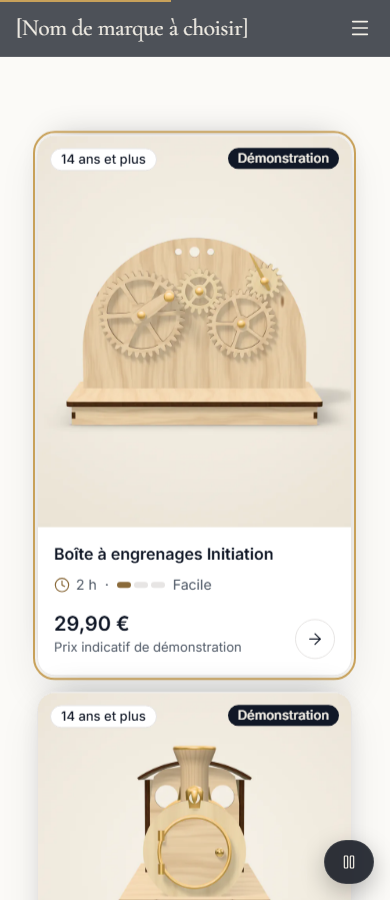 [Nom de marque à choisir]
14 ans et plus
Démonstration
Boîte à engrenages Initiation
2 h · Facile
29,90 €
Prix indicatif de démonstration
14 ans et plus
Démonstration